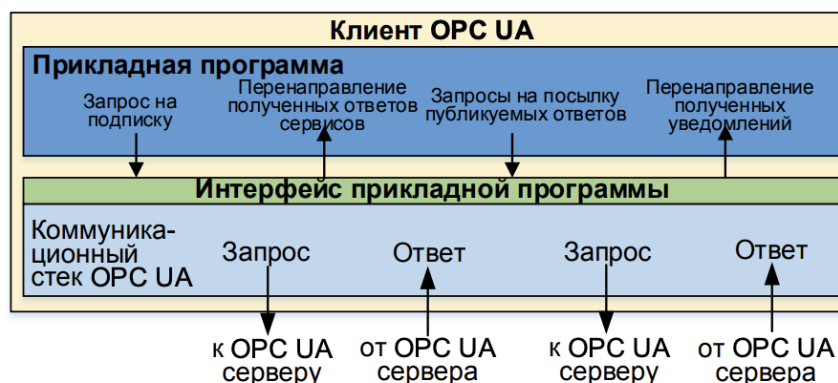 Клиент OPC UA
Прикладная программа
Запрос на
подписку
Перенаправление
полученных ответов
сервисов
Запросы на посылку
публикуемых ответов
Перенаправление
полученных
уведомлений
Интерфейс прикладной программы
Коммуника-
ционный
стек OPC UA
Запрос
Ответ
Запрос
Ответ
к OPC UA
серверу
от OPC UA
сервера
к OPC UA
серверу
от OPC UA
сервера